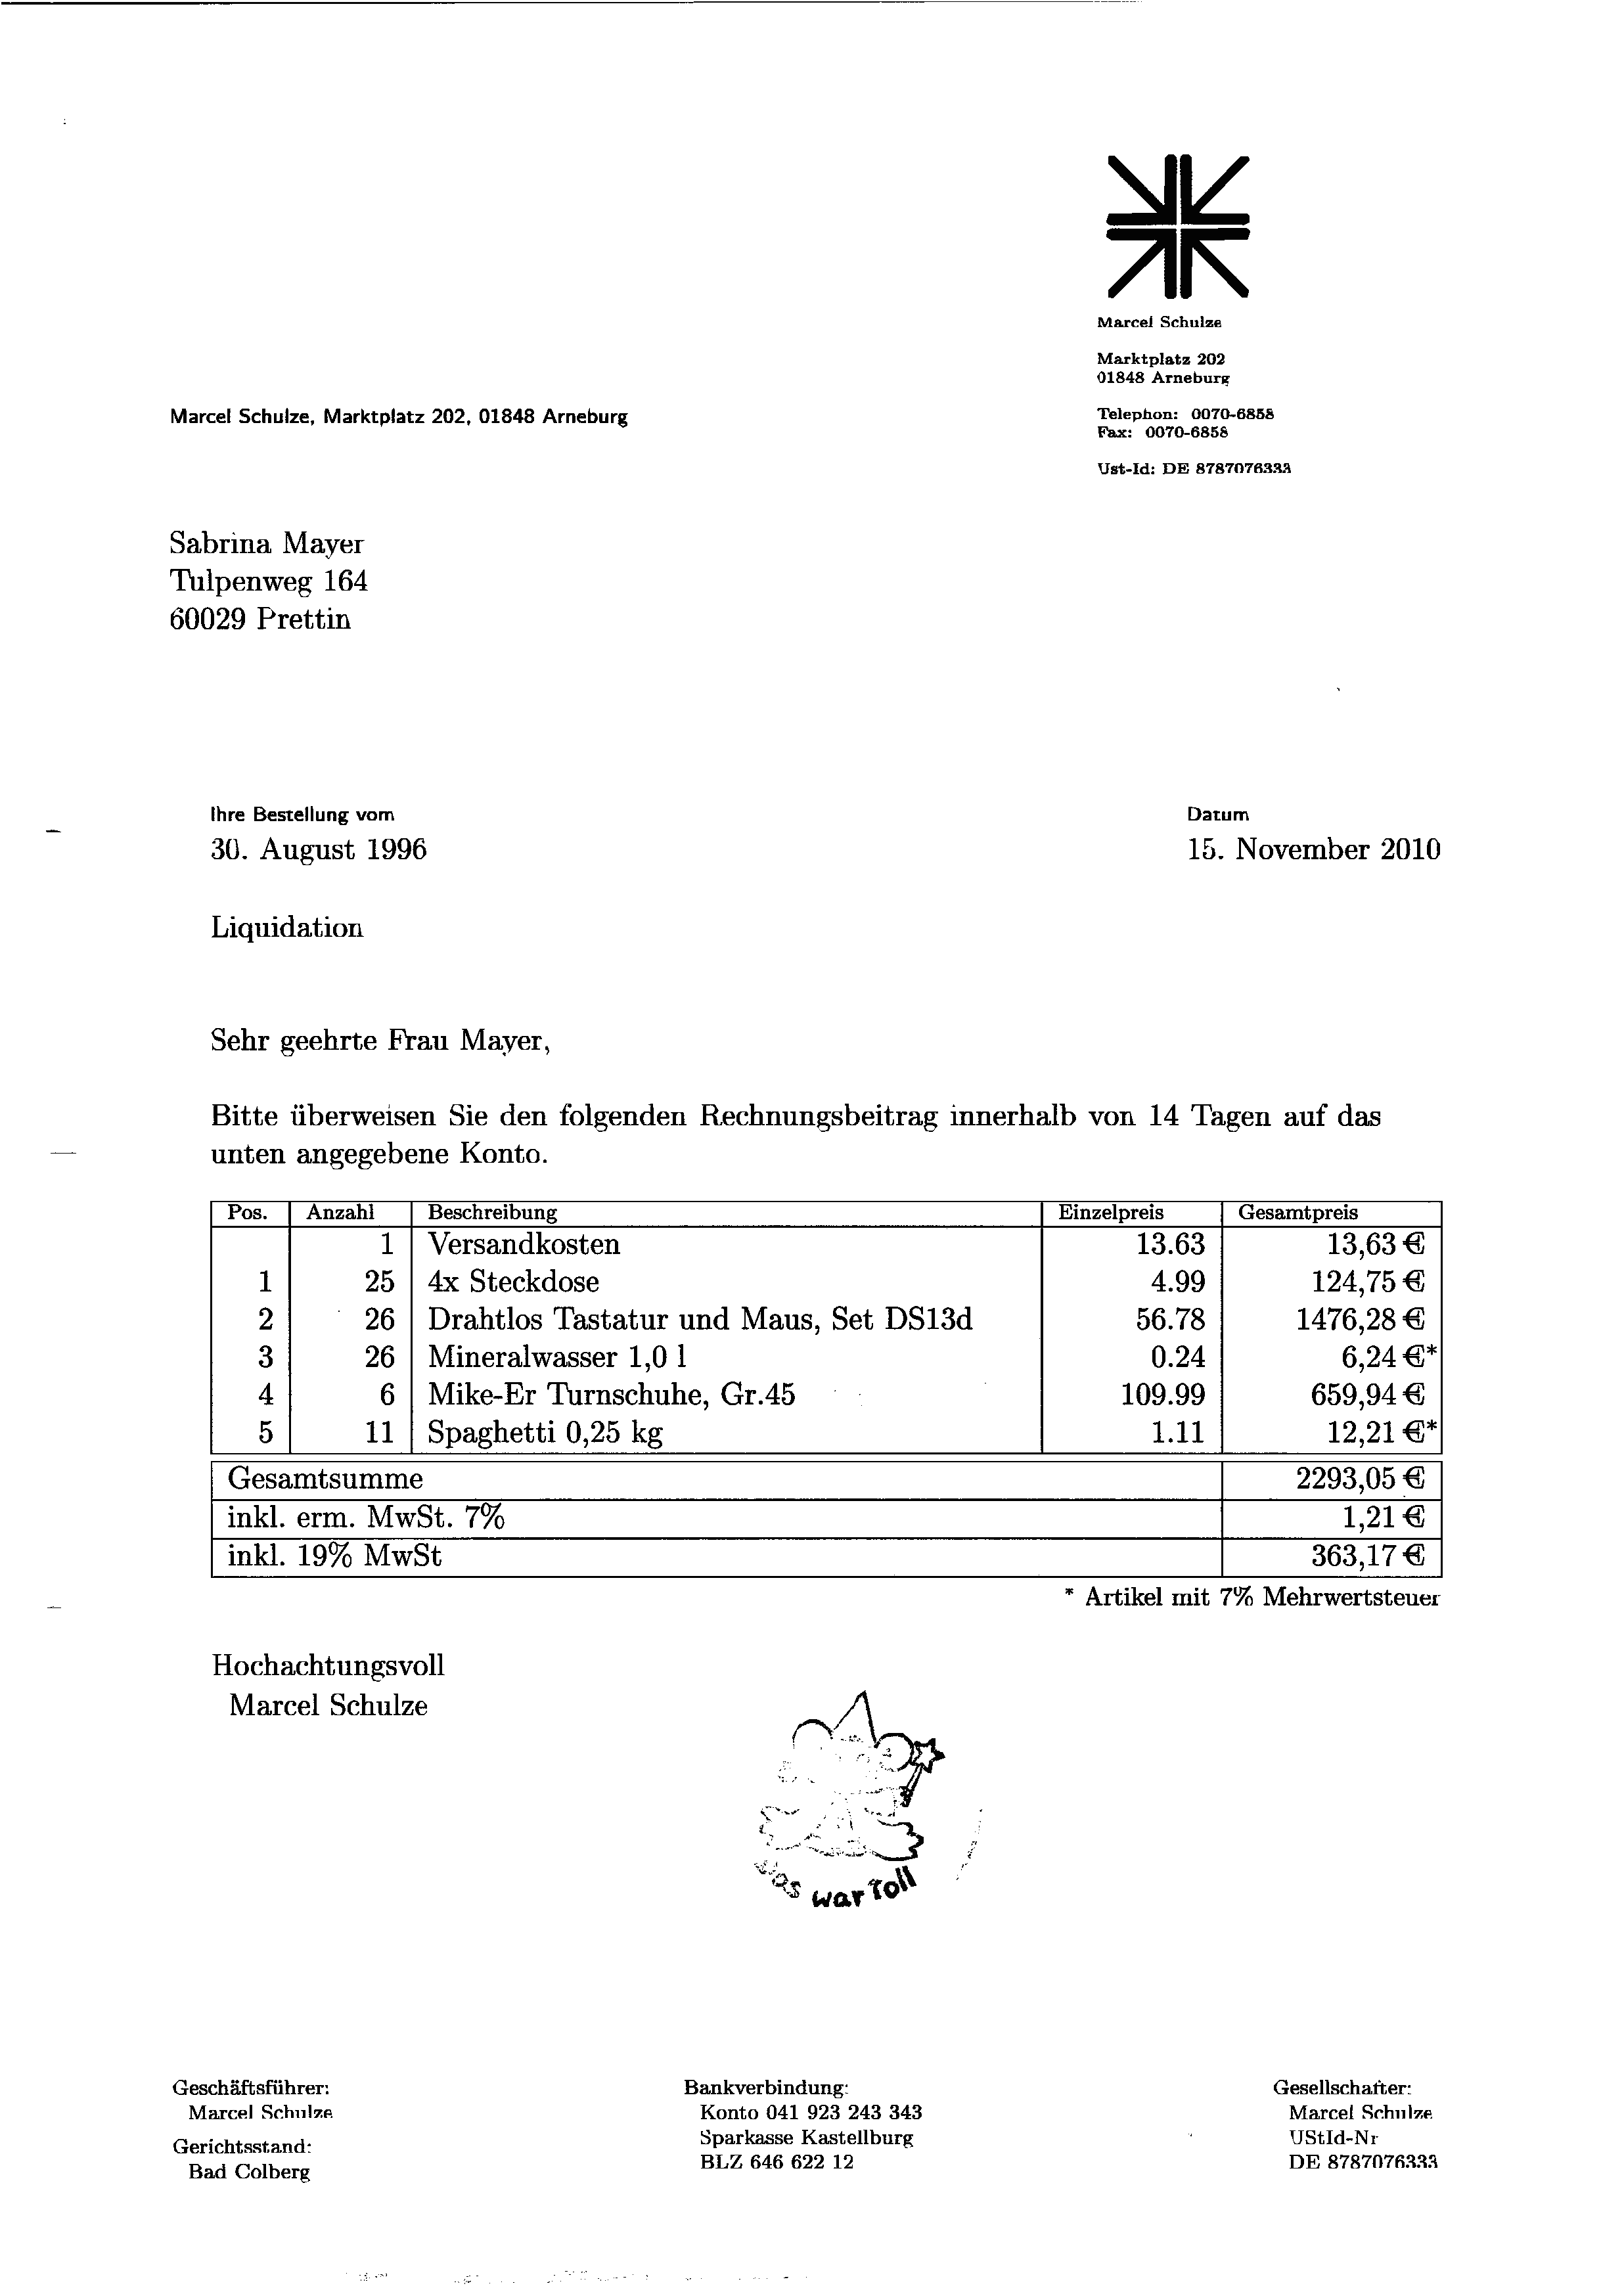 Marcel Schulze
Marktplatz 202
01848 Arneburg
Telephon: 0070-6858
Fax: 0070-6858
Ust-Id: DE 8787076333
Marcel Schulze, Marktplatz 202, 01848 Arneburg
Sabrina Mayer
Tulpenweg 164
60029 Prettin
Ihre Bestellung vom Datum
30. August 1996 15. November 2010
Liquidation
Sehr geehrte Frau Mayer,
Bitte überweisen Sie den folgenden Rechnungsbeitrag innerhalb von 14 Tagen auf das
unten angegebene Konto.
Pos. Anzahl Beschreibung Einzelpreis Gesamtpreis
1 Versandkosten 13.63 13,63 €
1 25 4x Steckdose 4.99 124,75 €
2 26 Drahtlos Tastatur und Maus, Set DS13d 56.78 1476,28 €
3 26 Mineralwasser 1,0 l 0.24 6,24 €*
4 6 Mike-Er Turnschuhe, Gr.45 109.99 659,94 €
5 11 Spaghetti 0,25 kg 1.11 12,21 €*
Gesamtsumme 2293,05 €
inkl. erm. MwSt. 7% 1,21 €
inkl. 19% MwSt 363,17 €
* Artikel mit 7% Mehrwertsteuer
Hochachtungsvoll
Marcel Schulze
Das war toll
Geschäftsführer:
Marcel Schulze
Gerichtsstand:
Bad Colberg
Bankverbindung:
Konto 041 923 243 343
Sparkasse Kastellburg
BLZ 646 622 12
Gesellschafter:
Marcel Schulze
UStId-Nr
DE 8787076333